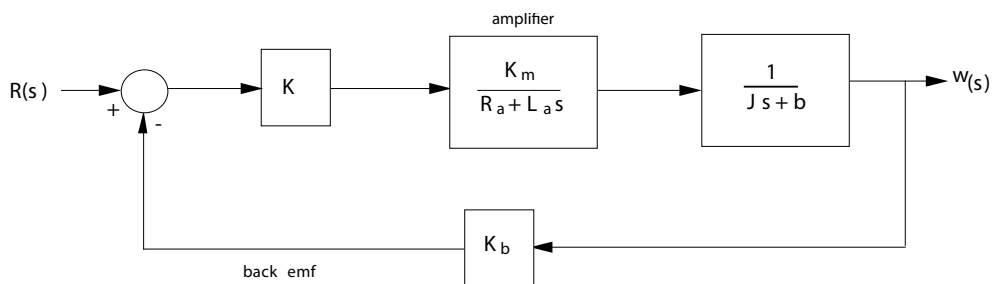 amplifier
R(s)
+
-
K
K m
R a + L a s
1
J s + b
w(s)
K b
back emf